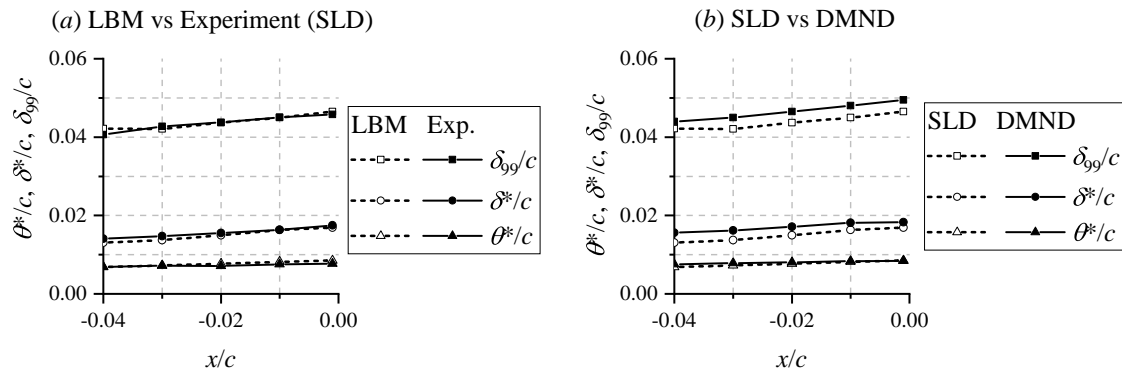 (a) LBM vs Experiment (SLD)
0.06
0.04
0.02
0.00
-0.04 -0.02 0.00
x/c
θ*/c, δ*/c, δ99/c
LBM Exp.
δ99/c
δ*/c
θ*/c
(b) SLD vs DMND
0.06
0.04
0.02
0.00
-0.04 -0.02 0.00
x/c
θ*/c, δ*/c, δ99/c
SLD DMND
δ99/c
δ*/c
θ*/c